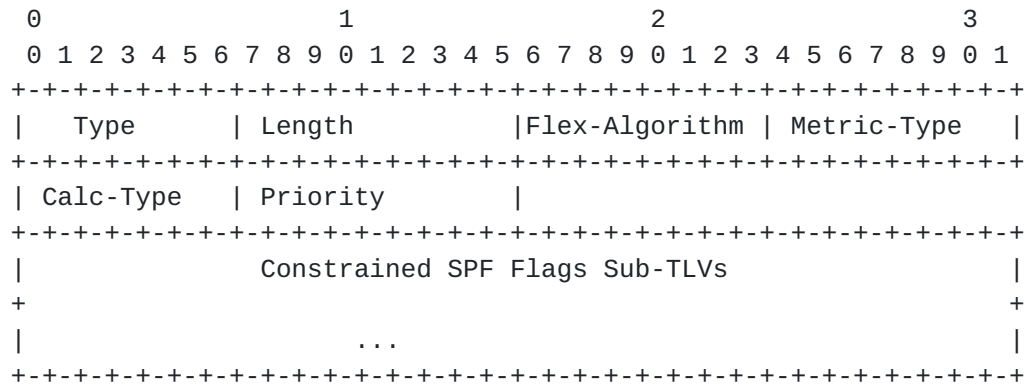 0                   1                   2                   3
 0 1 2 3 4 5 6 7 8 9 0 1 2 3 4 5 6 7 8 9 0 1 2 3 4 5 6 7 8 9 0 1
+-+-+-+-+-+-+-+-+-+-+-+-+-+-+-+-+-+-+-+-+-+-+-+-+-+-+-+-+-+-+-+-+
|   Type      | Length          |Flex-Algorithm | Metric-Type   |
+-+-+-+-+-+-+-+-+-+-+-+-+-+-+-+-+-+-+-+-+-+-+-+-+-+-+-+-+-+-+-+-+
| Calc-Type   | Priority        |
+-+-+-+-+-+-+-+-+-+-+-+-+-+-+-+-+-+-+-+-+-+-+-+-+-+-+-+-+-+-+-+-+
|               Constrained SPF Flags Sub-TLVs                  |
+                                                               +
|                     ...                                       |
+-+-+-+-+-+-+-+-+-+-+-+-+-+-+-+-+-+-+-+-+-+-+-+-+-+-+-+-+-+-+-+-+